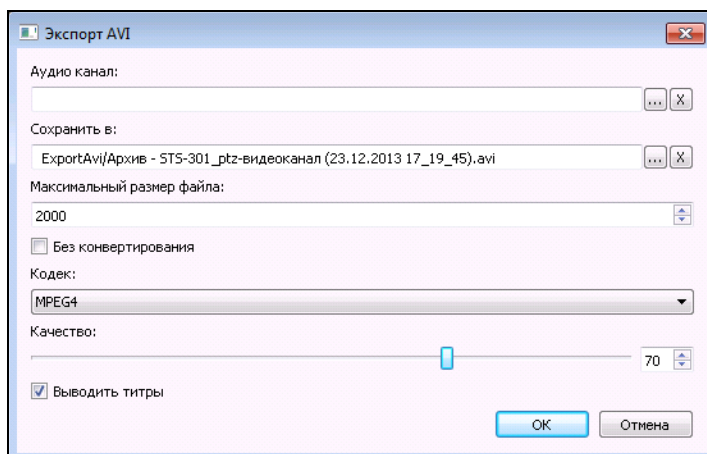 Экспорт AVI
Аудио канал:
... X
Сохранить в:
ExportAvi/Архив - STS-301_ptz-видеоканал (23.12.2013 17_19_45).avi ... X
Максимальный размер файла:
2000
Без конвертирования
Кодек:
MPEG4
Качество:
70
Выводить титры
OK Отмена